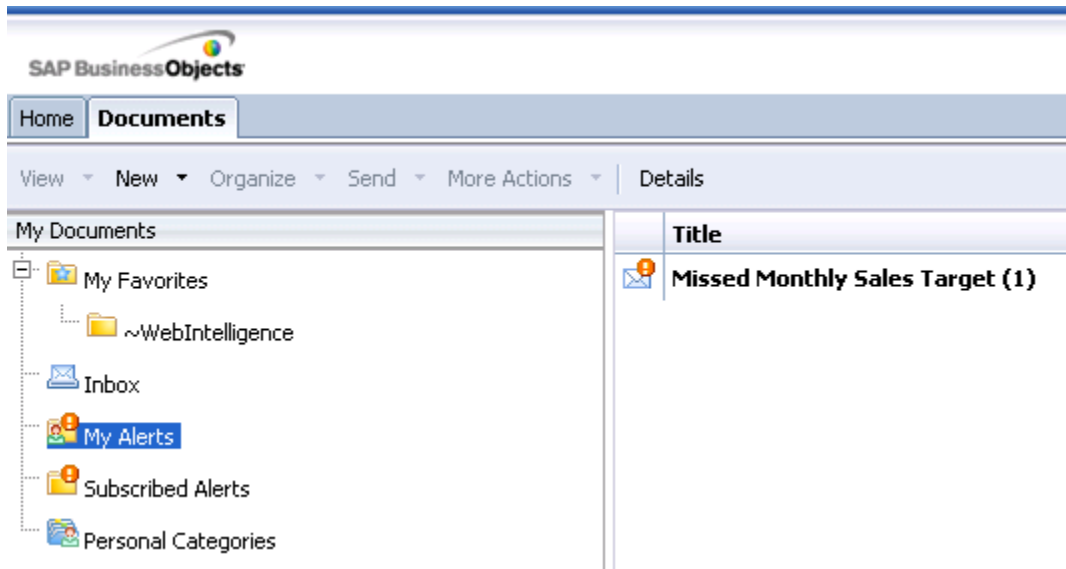 SAP BusinessObjects
Home Documents
View New Organize Send More Actions Details
My Documents
Title
My Favorites
Missed Monthly Sales Target (1)
~WebIntelligence
Inbox
My Alerts
Subscribed Alerts
Personal Categories